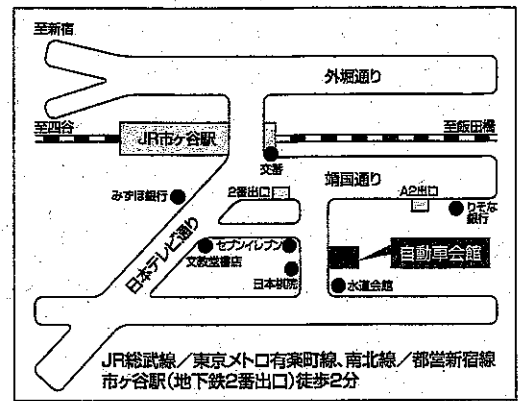 至新宿
外堀通り
至四谷
JR市ヶ谷駅
至飯田橋
交番
靖国通り
みずほ銀行
2番出口
A2出口
りそな
銀行
日本テレビ通り
セブンイレブン
文教堂書店
自動車会館
日本棋院
水道会館
JR総武線／東京メトロ有楽町線、南北線／都営新宿線
市ヶ谷駅(地下鉄2番出口)徒歩2分